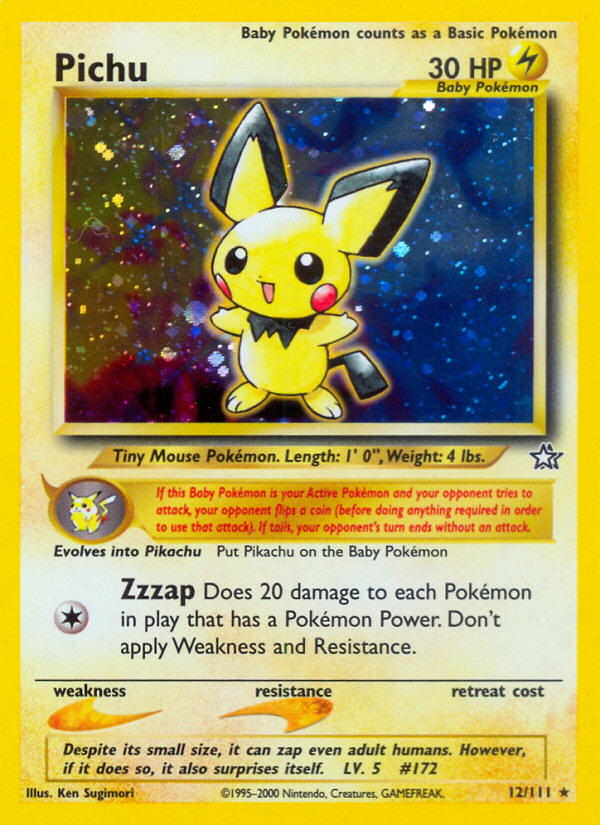 Baby Pokémon counts as a Basic Pokémon
Pichu
30 HP
Baby Pokémon
Tiny Mouse Pokémon. Length: 1' 0", Weight: 4 lbs.
If this Baby Pokémon is your Active Pokémon and your opponent tries to
attack, your opponent flips a coin (before doing anything required in order
to use that attack). If tails, your opponent's turn ends without an attack.
Evolves into Pikachu Put Pikachu on the Baby Pokémon
Zzzap Does 20 damage to each Pokémon
in play that has a Pokémon Power. Don't
apply Weakness and Resistance.
weakness resistance retreat cost
Despite its small size, it can zap even adult humans. However,
if it does so, it also surprises itself. LV. 5 #172
Illus. Ken Sugimori ©1995-2000 Nintendo, Creatures, GAMEFREAK. 12/111 ★